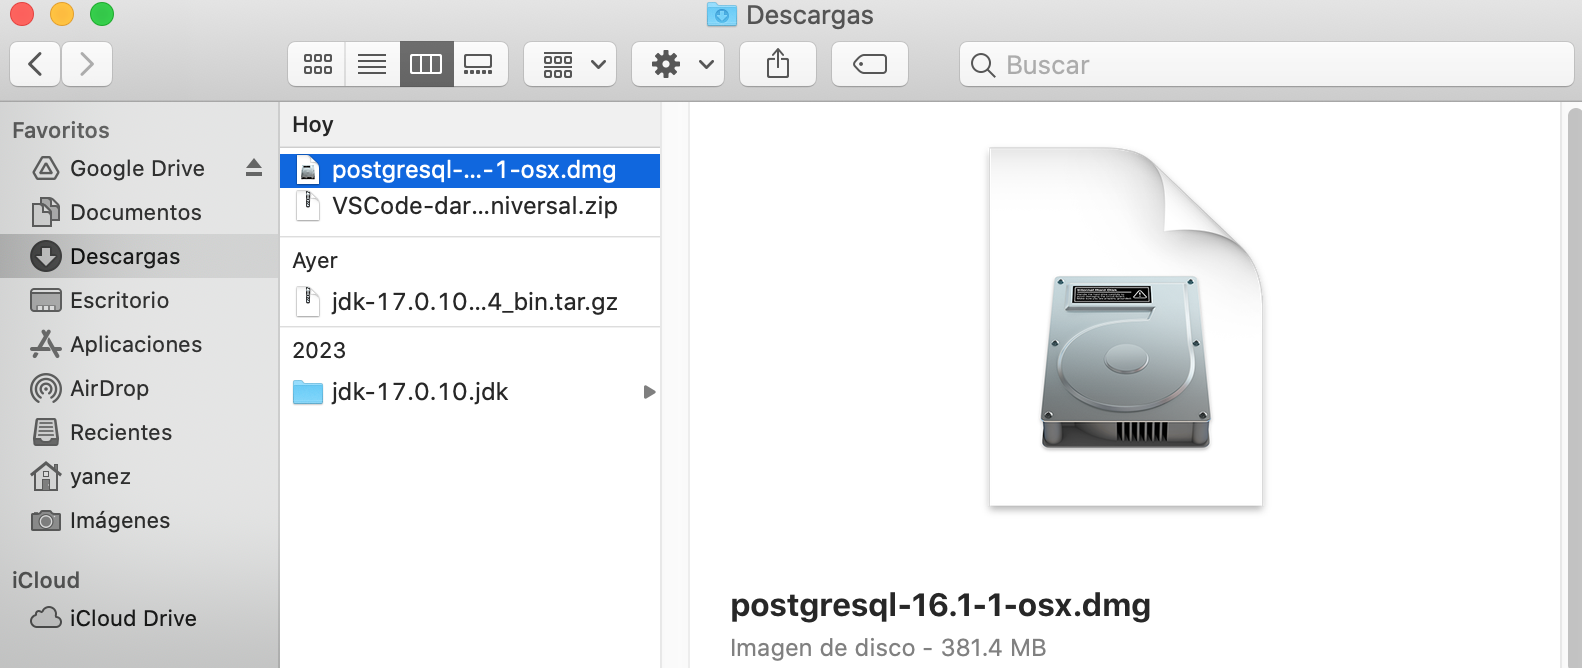 Descargas
Buscar
Favoritos
Google Drive
Documentos
Descargas
Escritorio
Aplicaciones
AirDrop
Recientes
yanez
Imágenes
iCloud
iCloud Drive
Hoy
postgresql-...-1-osx.dmg
VSCode-dar...niversal.zip
Ayer
jdk-17.0.10...4_bin.tar.gz
2023
jdk-17.0.10.jdk
postgresql-16.1-1-osx.dmg
Imagen de disco - 381.4 MB